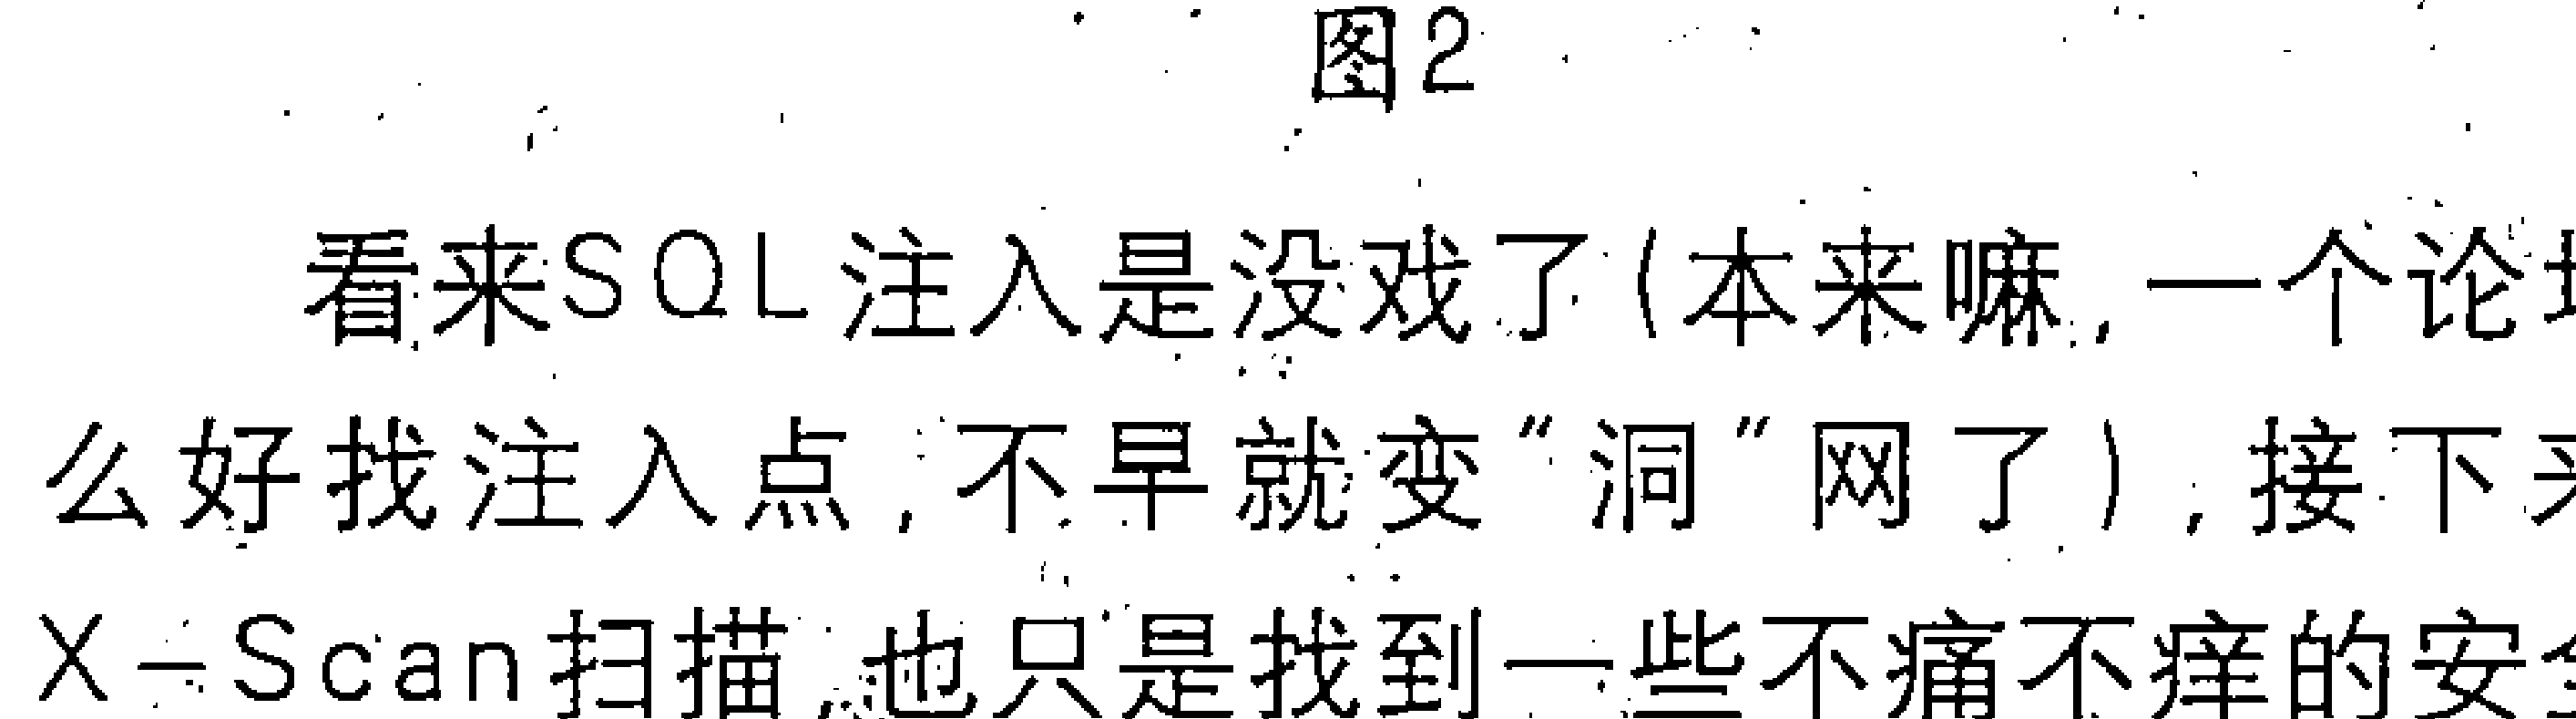 图2
看来SQL注入是没戏了(本来嘛,一个论
么好找注入点,不早就变"洞"网了),接下
X-Scan扫描,也只是找到一些不痛不痒的安